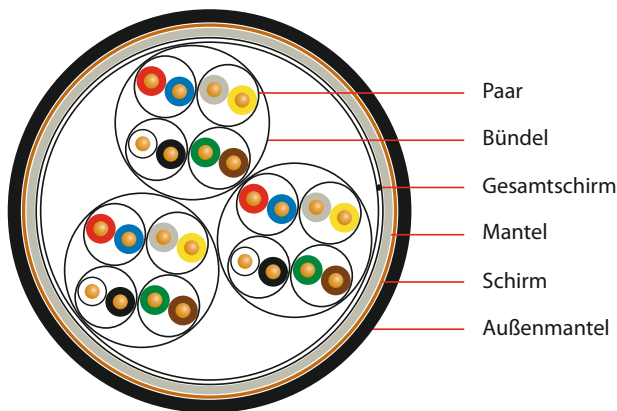 Paar
Bündel
Gesamtschirm
Mantel
Schirm
Außenmantel